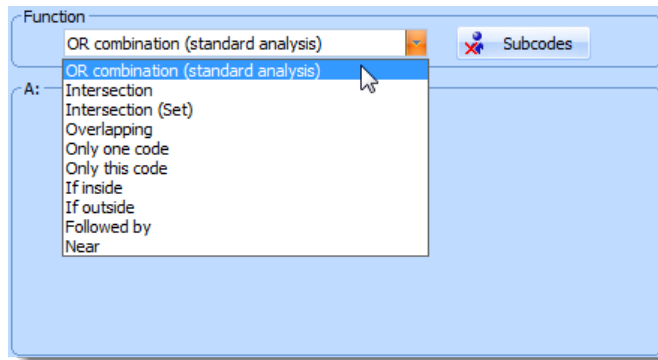 Function
OR combination (standard analysis)
Subcodes
OR combination (standard analysis)
A:
Intersection
Intersection (Set)
Overlapping
Only one code
Only this code
If inside
If outside
Followed by
Near